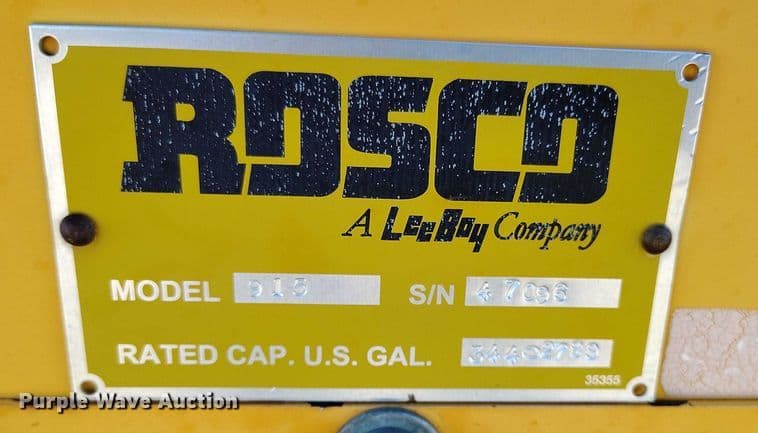 ROSCO
A LeeBoy Company
MODEL 915 S/N 47096
RATED CAP. U.S. GAL.
35355
Purple Wave Auction